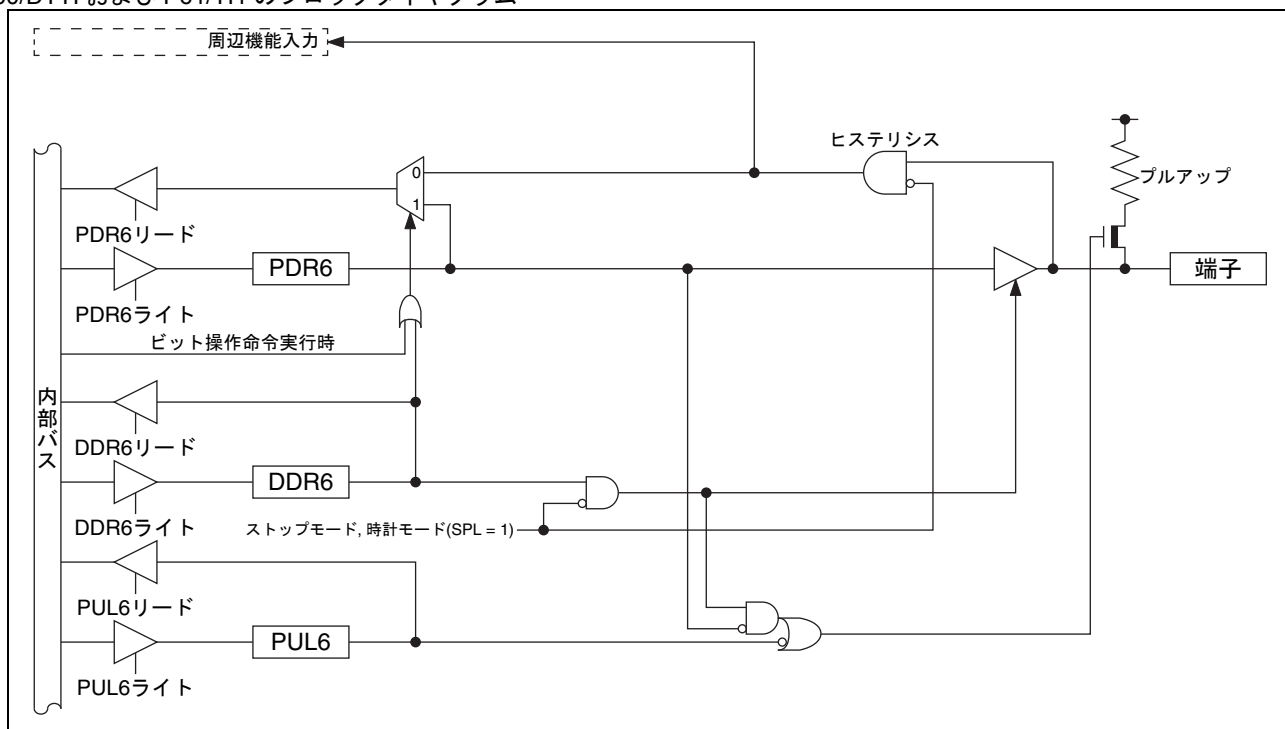 周辺機能入力
ヒステリシス
プルアップ
0
1
PDR6リード
PDR6
端子
PDR6ライト
ビット操作命令実行時
内部バス
DDR6リード
DDR6
DDR6ライト
ストップモード, 時計モード(SPL = 1)
PUL6リード
PUL6
PUL6ライト